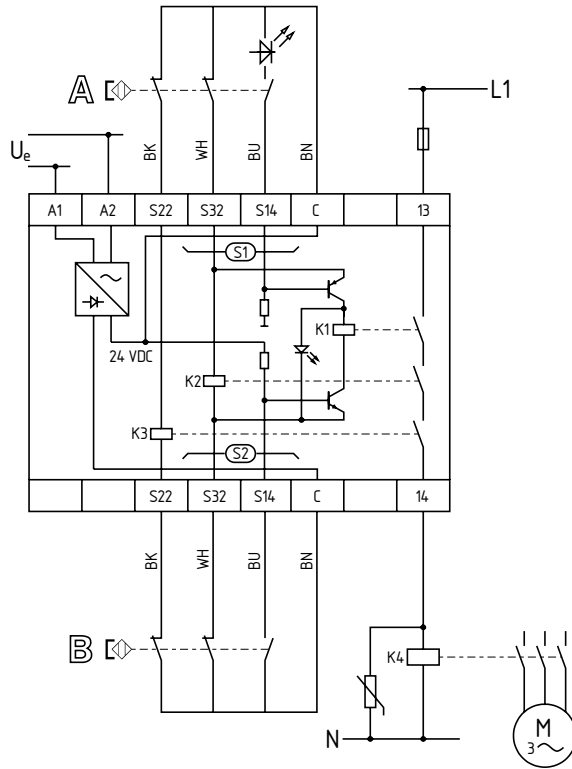 L1
A
BK WH BU BN
Ue
A1 A2 S22 S32 S14 C 13
S1
K1
24 VDC
K2
K3
S2
S22 S32 S14 C 14
BK WH BU BN
B
K4
M
3
N